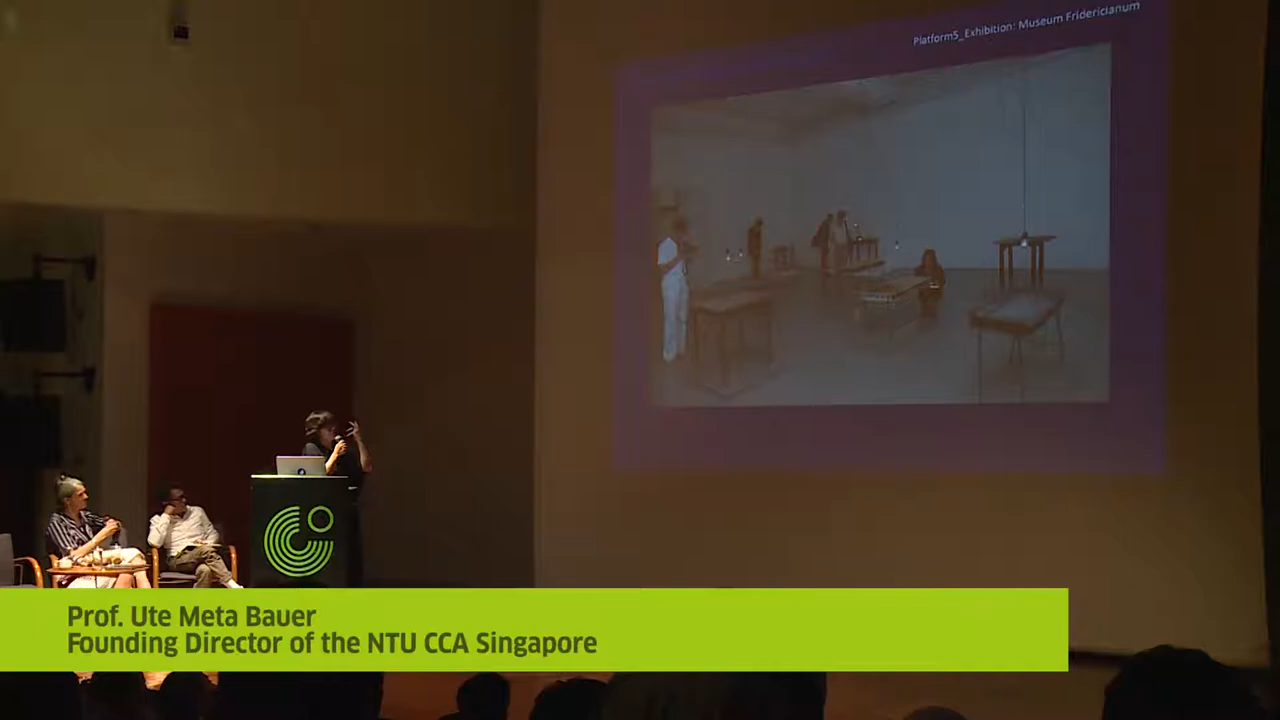 Platform5_Exhibition: Museum Fridericianum
Prof. Ute Meta Bauer
Founding Director of the NTU CCA Singapore